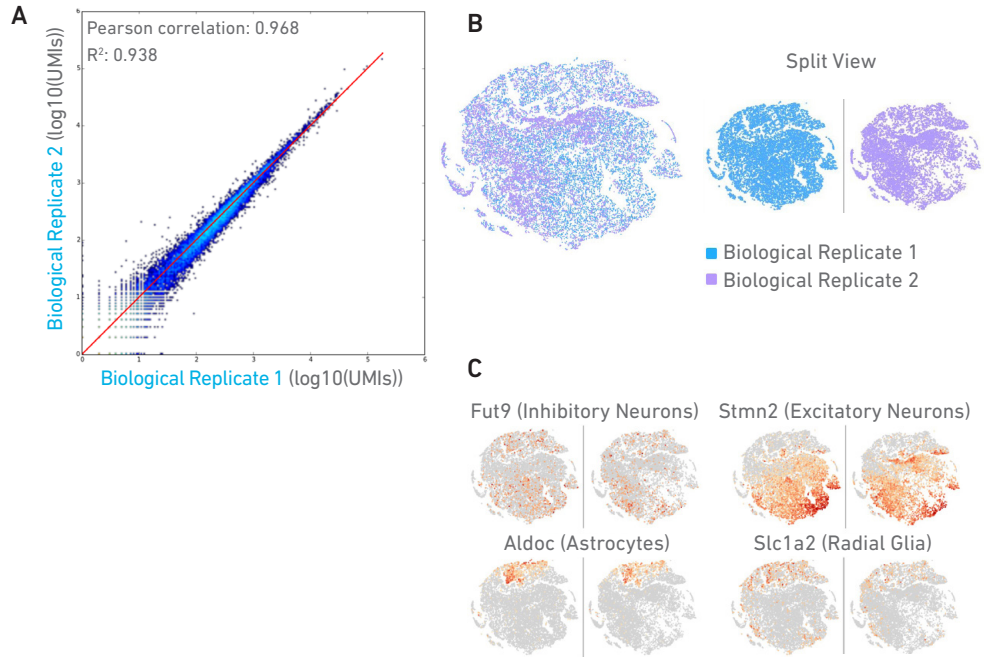 A
Pearson correlation: 0.968
R²: 0.938
6
5
4
3
2
1
0
0 1 2 3 4 5 6
Biological Replicate 2 (log10(UMIs))
Biological Replicate 1 (log10(UMIs))
B
Split View
Biological Replicate 1
Biological Replicate 2
C
Fut9 (Inhibitory Neurons)
Stmn2 (Excitatory Neurons)
Aldoc (Astrocytes)
Slc1a2 (Radial Glia)